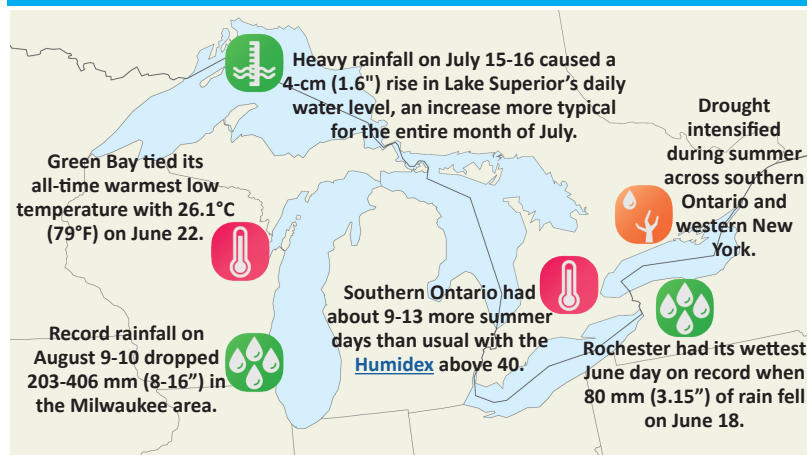 Heavy rainfall on July 15-16 caused a
4-cm (1.6") rise in Lake Superior’s daily
water level, an increase more typical
for the entire month of July.
Drought
intensified
during summer
across southern
Ontario and
western New
York.
Green Bay tied its
all-time warmest low
temperature with 26.1°C
(79°F) on June 22.
Southern Ontario had
about 9-13 more summer
days than usual with the
Humidex above 40.
Record rainfall on
August 9-10 dropped
203-406 mm (8-16”) in
the Milwaukee area.
Rochester had its wettest
June day on record when
80 mm (3.15”) of rain fell
on June 18.